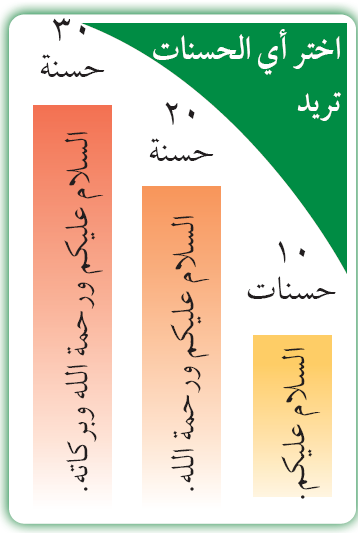 اختر أي الحسنات
تريد
١٠
حسنات
السلام عليكم.
٢٠
حسنة
السلام عليكم ورحمة الله.
٣٠
حسنة
السلام عليكم ورحمة الله وبركاته.